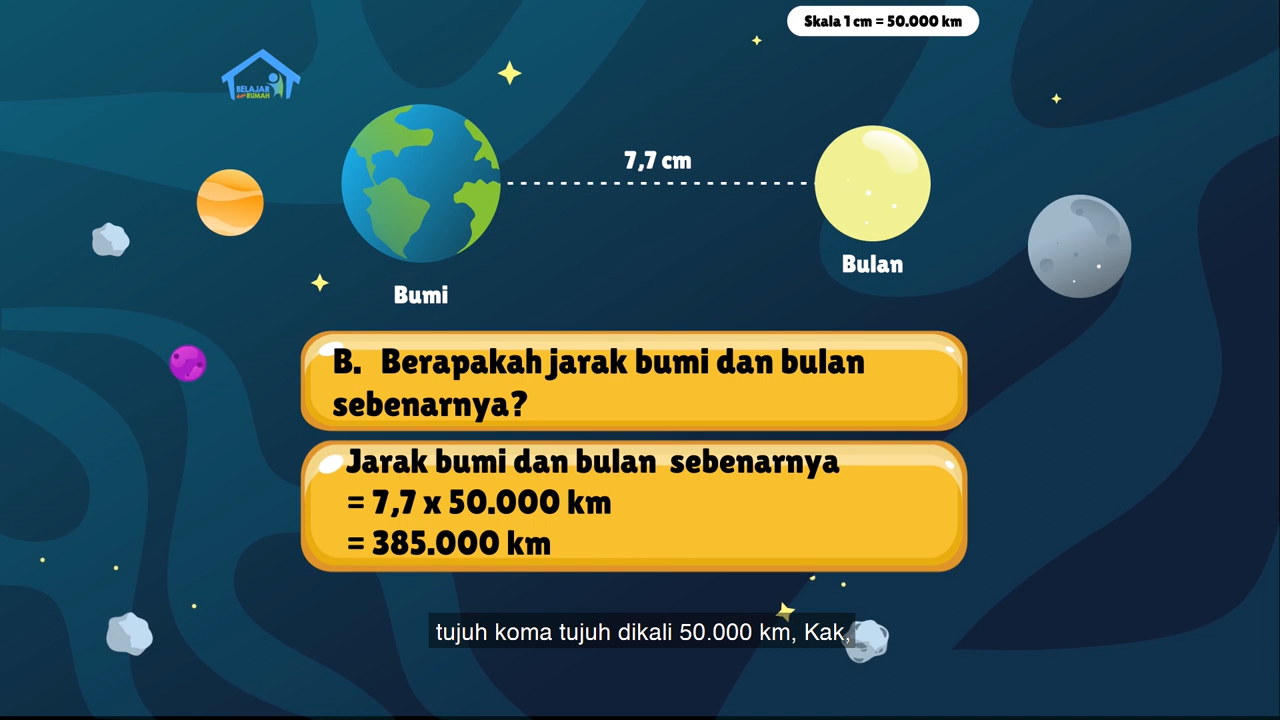 Skala 1 cm = 50.000 km
BELAJAR
dari RUMAH
7,7 cm
Bulan
Bumi
B. Berapakah jarak bumi dan bulan
sebenarnya?
Jarak bumi dan bulan sebenarnya
= 7,7 x 50.000 km
= 385.000 km
tujuh koma tujuh dikali 50.000 km, Kak,